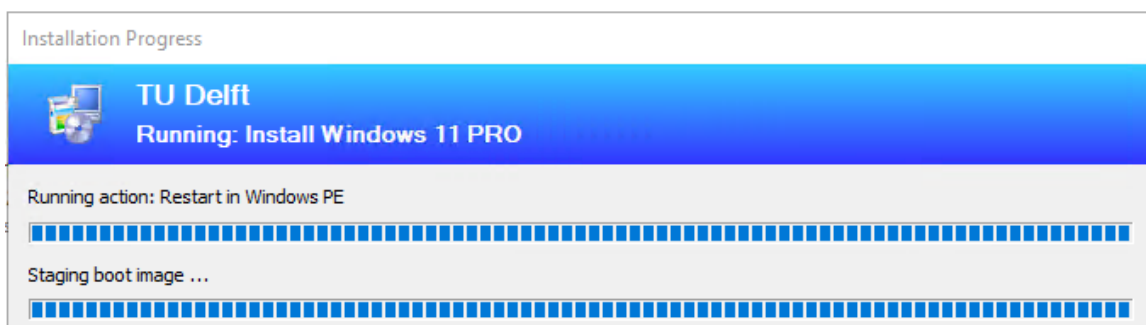 Installation Progress
TU Delft
Running: Install Windows 11 PRO
Running action: Restart in Windows PE
Staging boot image ...